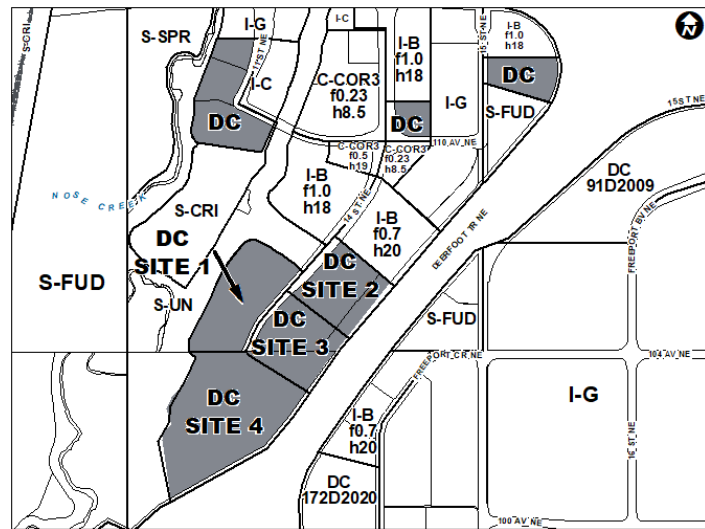 S-CRI
S-SPR
I-G
11 ST NE
I-C
I-C
I-B
f1.0
h18
15 ST NE
I-B
f1.0
h18
N
C-COR3
f0.23
h8.5
DC
I-G
DC
DC
S-FUD
15 ST NE
110 AV NE
C-COR3
f0.5
h19
C-COR3
f0.23
h8.5
DC
91D2009
NOSE CREEK
I-B
f1.0
h18
14 ST NE
S-CRI
I-B
f0.7
h20
DEERFOOT TR NE
FREEPORT BV NE
DC
SITE 1
S-FUD
DC
SITE 2
S-UN
S-FUD
DC
SITE 3
104 AV NE
FREEPORT CR NE
DC
SITE 4
I-G
I-B
f0.7
h20
16 ST NE
DC
172D2020
100 AV NE